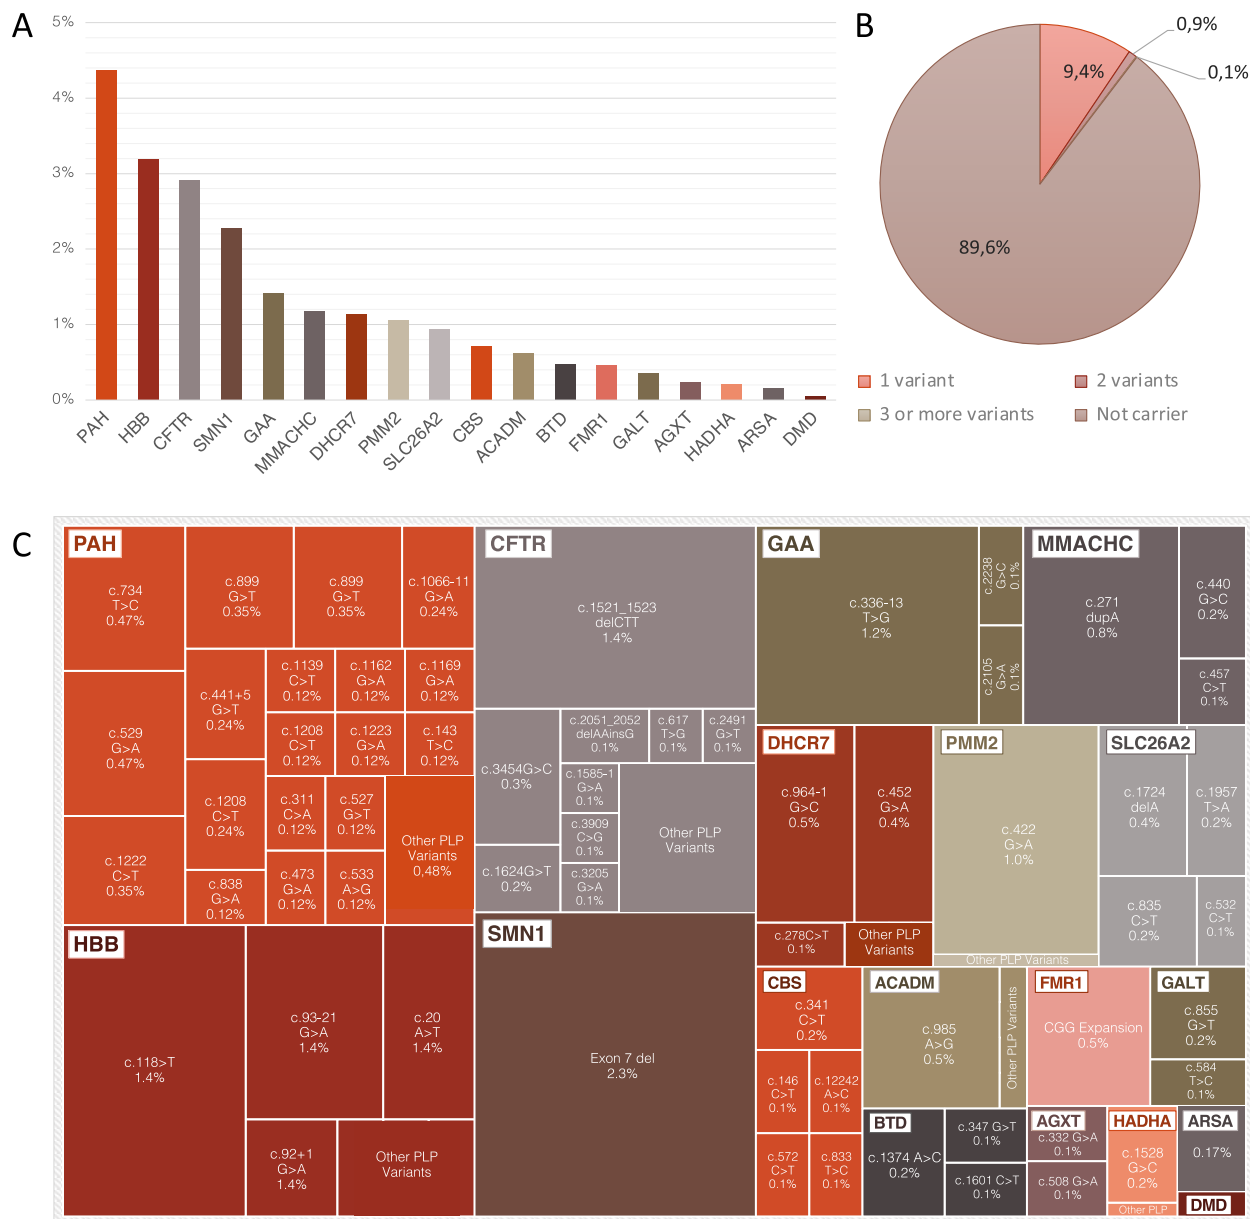 A
5%
4%
3%
2%
1%
0%
PAH
HBB
CFTR
SMN1
GAA
MMACHC
DHCR7
PMM2
SLC26A2
CBS
ACADM
BTD
FMR1
GALT
AGXT
HADHA
ARSA
DMD
B
0,9%
9,4%
0,1%
89,6%
1 variant
2 variants
3 or more variants
Not carrier
C
PAH
c.734
T>C
0.47%
c.899
G>T
0.35%
c.899
G>T
0.35%
c.1066-11
G>A
0.24%
c.529
G>A
0.47%
c.441+5
G>T
0.24%
c.1139
C>T
0.12%
c.1162
G>A
0.12%
c.1169
G>A
0.12%
c.1208
C>T
0.12%
c.1223
G>A
0.12%
c.143
T>C
0.12%
c.1222
C>T
0.35%
c.1208
C>T
0.24%
c.311
C>A
0.12%
c.527
G>T
0.12%
Other PLP
Variants
0,48%
c.838
G>A
0.12%
c.473
G>A
0.12%
c.533
A>G
0.12%
HBB
c.118>T
1.4%
c.93-21
G>A
1.4%
c.20
A>T
1.4%
c.92+1
G>A
1.4%
Other PLP
Variants
CFTR
c.1521_1523
delCTT
1.4%
c.3454G>C
0.3%
c.2051_2052
delAAinsG
0.1%
c.617
T>G
0.1%
c.2491
G>T
0.1%
c.1585-1
G>A
0.1%
c.3909
C>G
0.1%
c.1624G>T
0.2%
c.3205
G>A
0.1%
Other PLP
Variants
SMN1
Exon 7 del
2.3%
GAA
c.336-13
T>G
1.2%
c.2238
G>C
0.1%
c.2105
G>A
0.1%
MMACHC
c.271
dupA
0.8%
c.440
G>C
0.2%
c.457
C>T
0.1%
DHCR7
c.964-1
G>C
0.5%
c.452
G>A
0.4%
c.278C>T
0.1%
Other PLP
Variants
PMM2
c.422
G>A
1.0%
Other PLP Variants
SLC26A2
c.1724
delA
0.4%
c.1957
T>A
0.2%
c.835
C>T
0.2%
c.532
C>T
0.1%
CBS
c.341
C>T
0.2%
c.146
C>T
0.1%
c.12242
A>C
0.1%
c.572
C>T
0.1%
c.833
T>C
0.1%
ACADM
c.985
A>G
0.5%
Other PLP Variants
FMR1
CGG Expansion
0.5%
GALT
c.855
G>T
0.2%
c.584
T>C
0.1%
BTD
c.1374 A>C
0.2%
c.347 G>T
0.1%
c.1601 C>T
0.1%
AGXT
c.332 G>A
0.1%
c.508 G>A
0.1%
HADHA
c.1528
G>C
0.2%
Other PLP
ARSA
0.17%
DMD